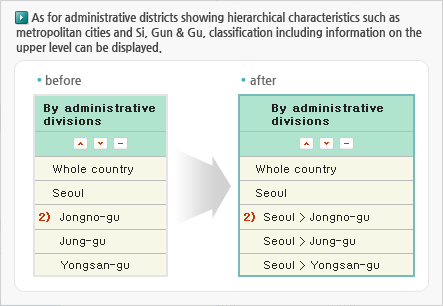 As for administrative districts showing hierarchical characteristics such as
metropolitan cities and Si, Gun & Gu, classification including information on the
upper level can be displayed.
• before
By administrative
divisions
Whole country
Seoul
2) Jongno-gu
Jung-gu
Yongsan-gu
• after
By administrative
divisions
Whole country
Seoul
2) Seoul > Jongno-gu
Seoul > Jung-gu
Seoul > Yongsan-gu